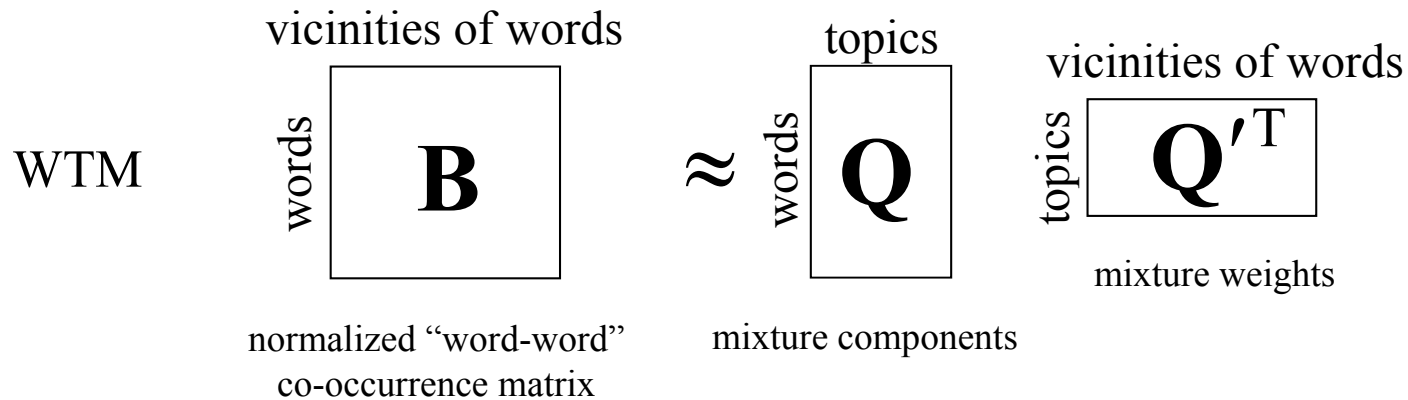 vicinities of words
topics
vicinities of words
WTM
words
B
≈
words
Q
topics
Q′T
mixture weights
normalized “word-word”
co-occurrence matrix
mixture components